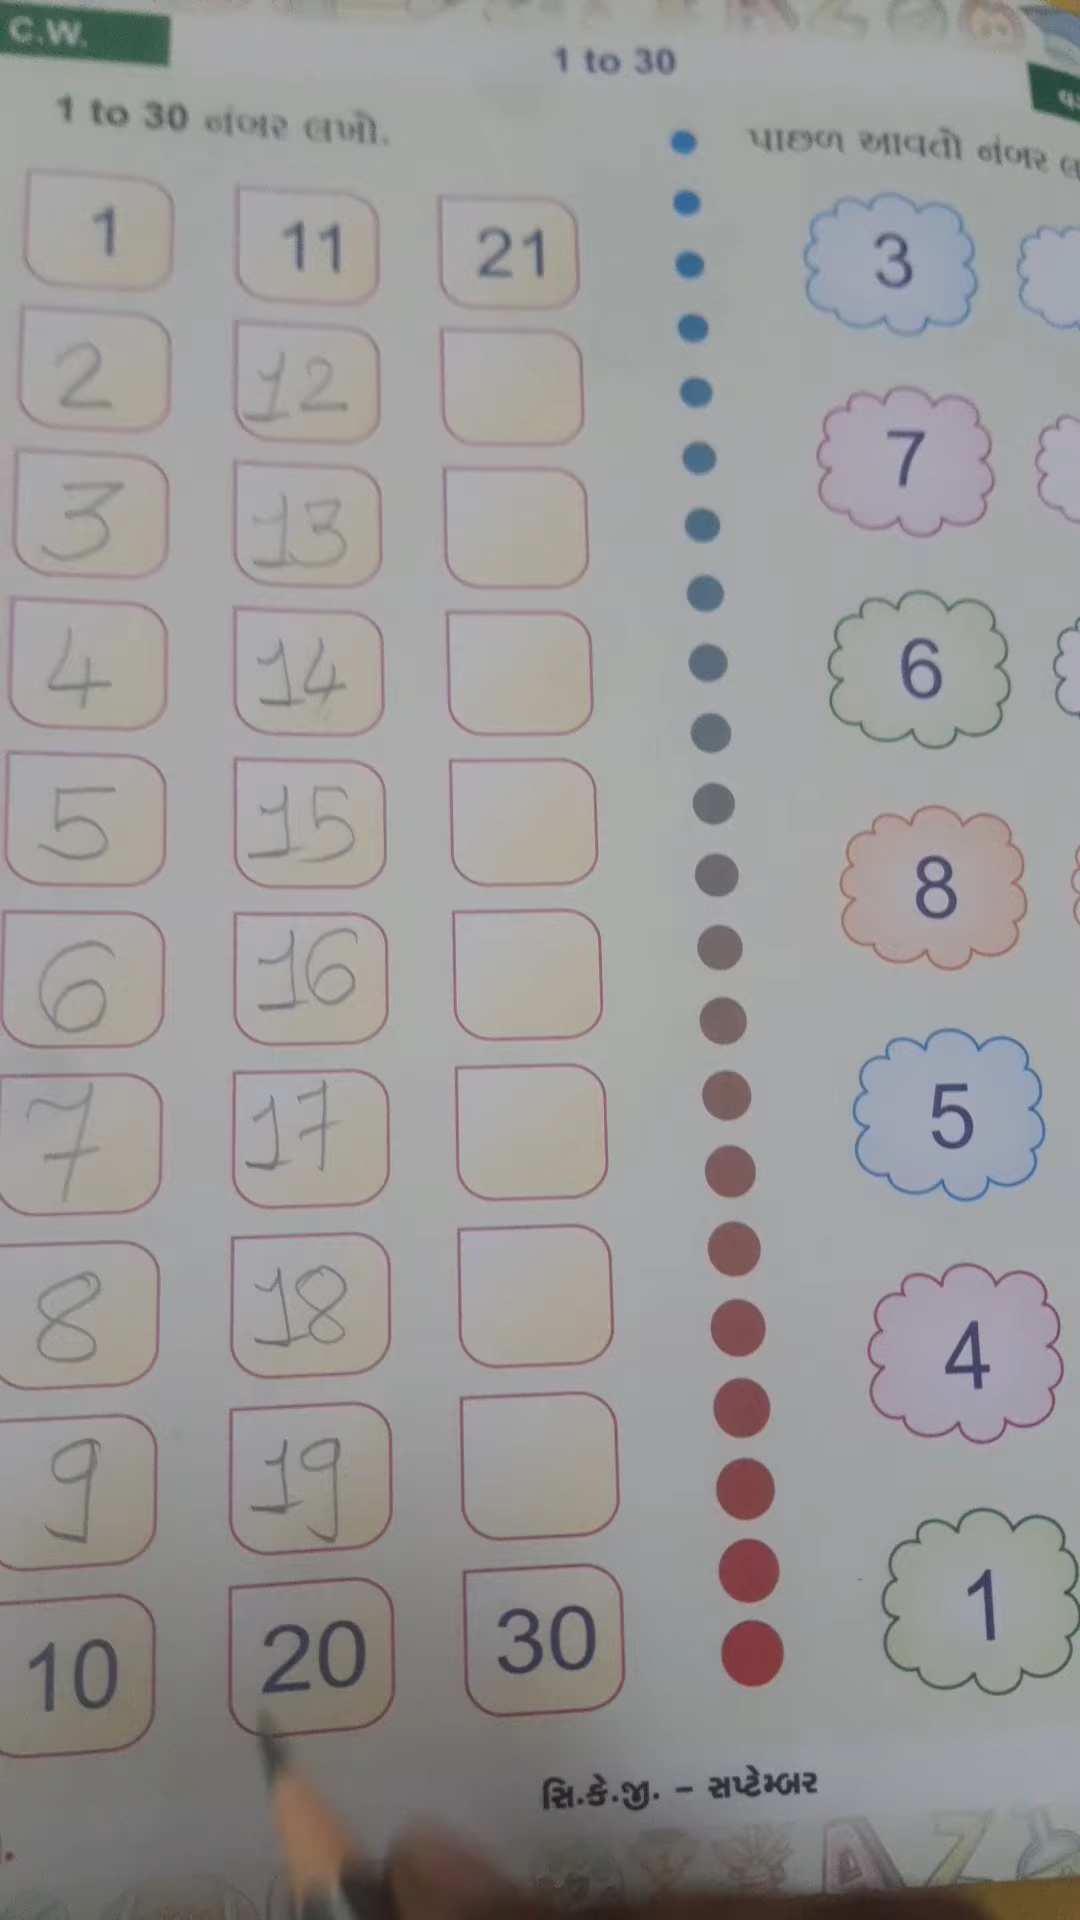 C.W.
1 to 30
1 to 30 નંબર લખો.
પાછળ આવતો નંબર
1 11 21
2 12
3 13
4 14
5 15
6 16
7 17
8 18
9 19
10 20 30
3
7
6
8
5
4
1
સિ.કે.જી. – સપ્ટેમ્બર
A Z